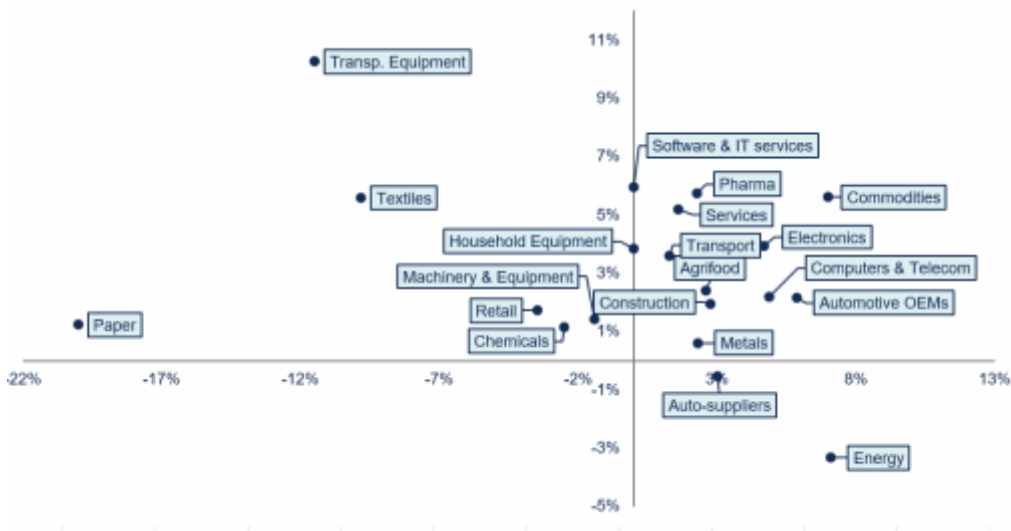 11%
Transp. Equipment
9%
Software & IT services
7%
Pharma
Textiles
Commodities
5%
Services
Household Equipment
Transport
Electronics
3%
Agrifood
Computers & Telecom
Machinery & Equipment
Construction
Automotive OEMs
Retail
Paper
1%
Chemicals
Metals
-22%
-17%
-12%
-7%
-2%
3%
8%
13%
-1%
Auto-suppliers
-3%
Energy
-5%